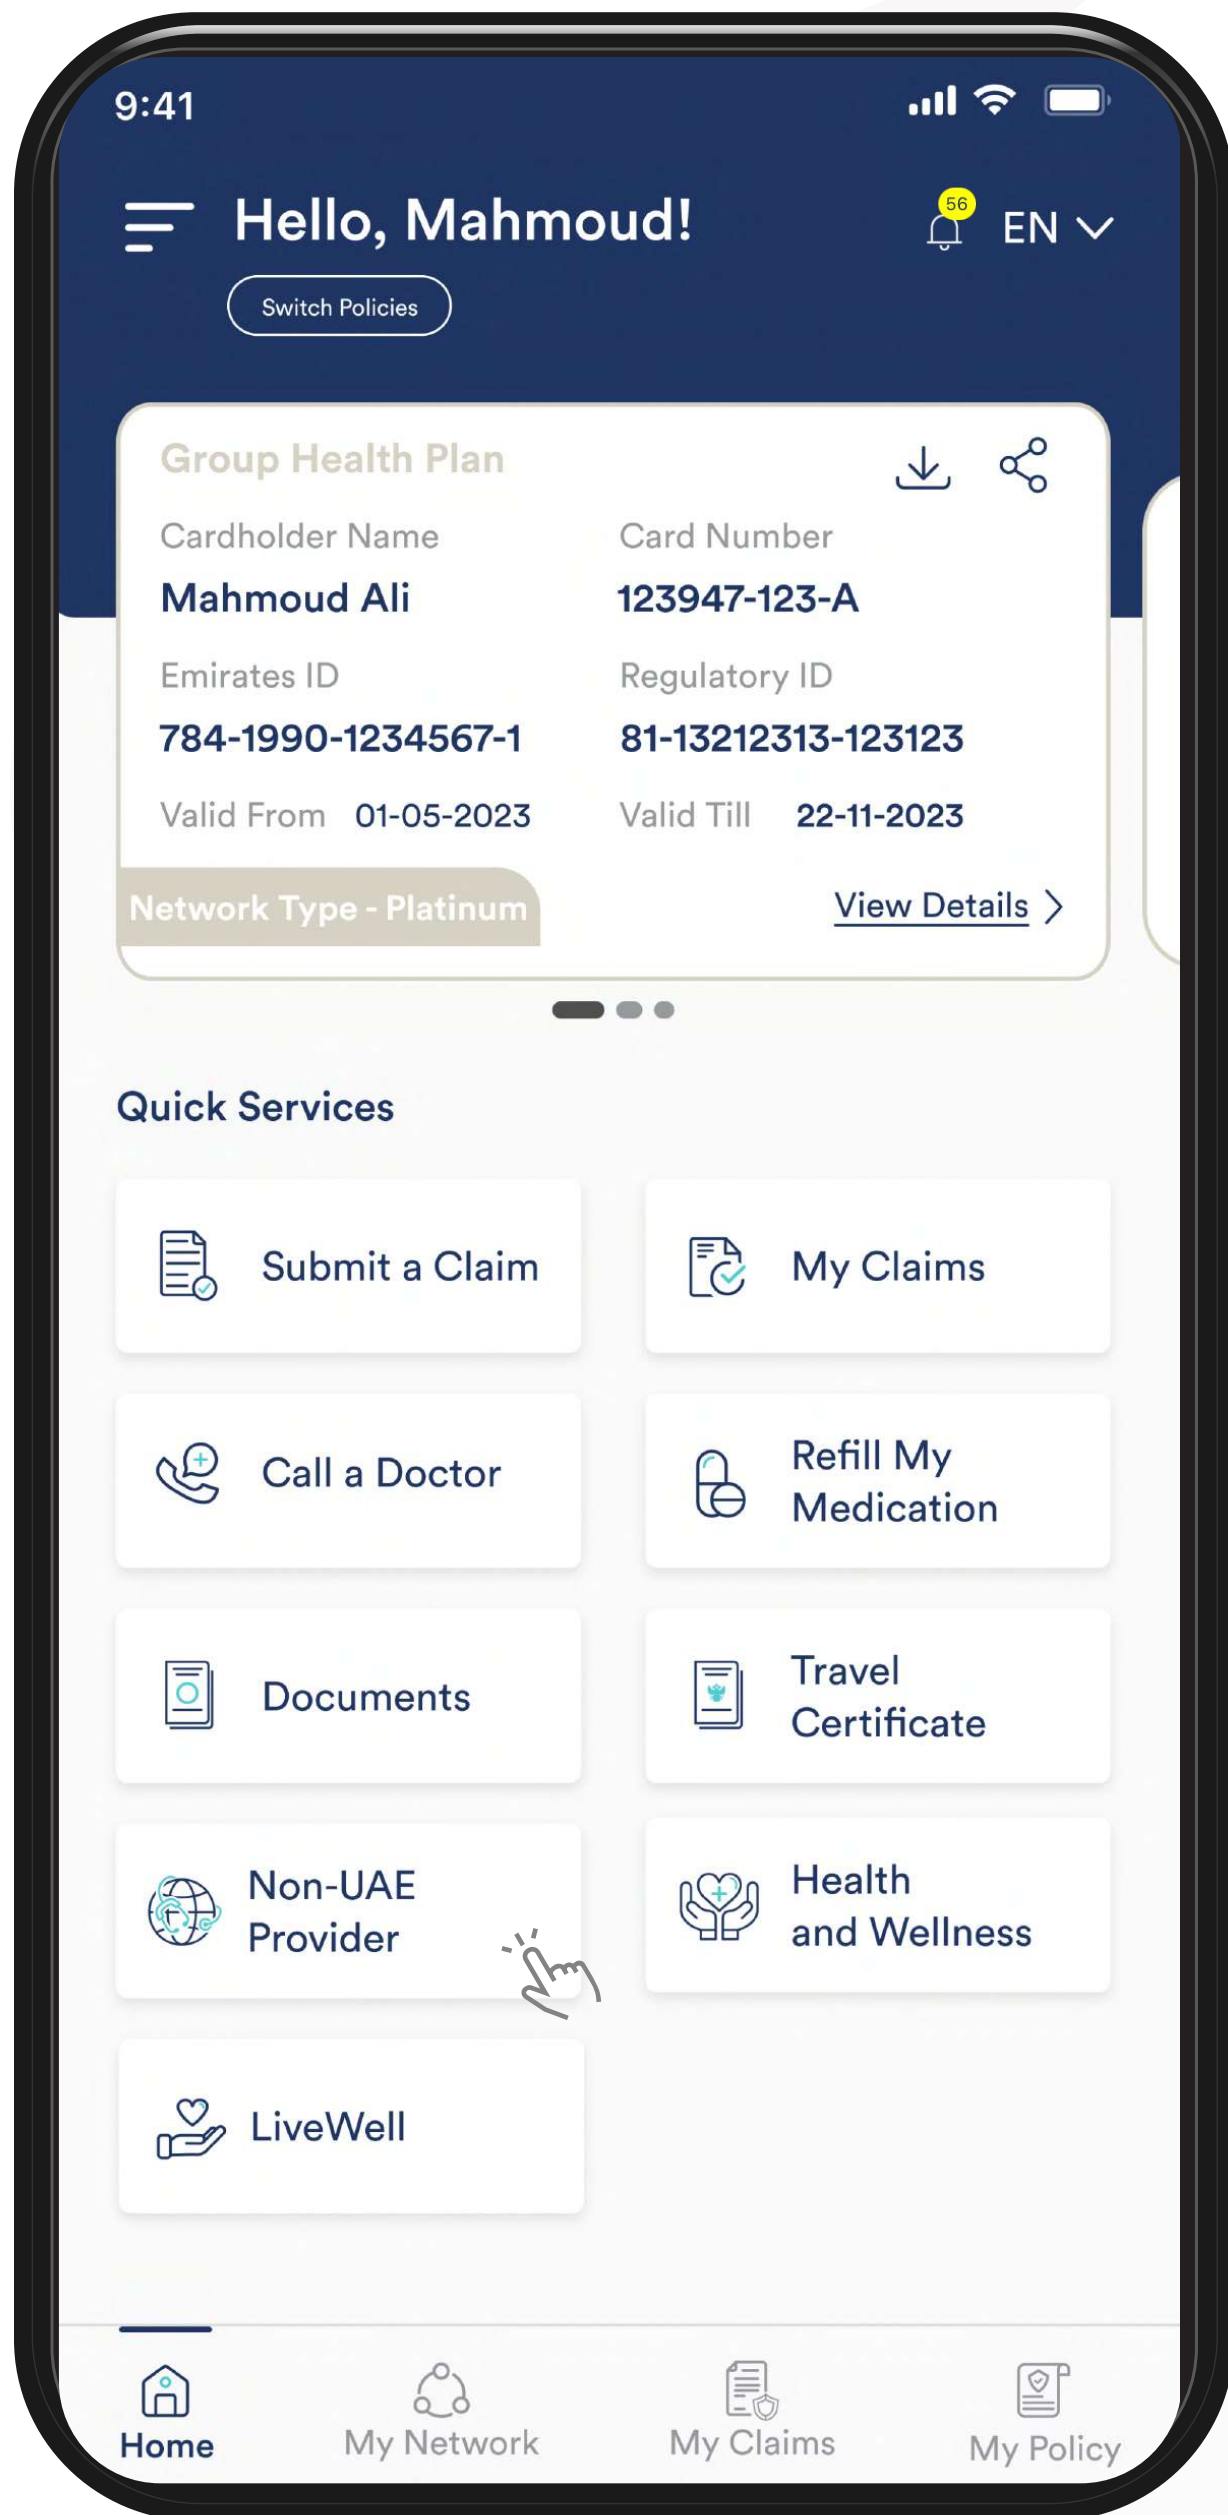 9:41
Hello, Mahmoud!
56
EN
Switch Policies
Group Health Plan
Cardholder Name
Card Number
Mahmoud Ali
123947-123-A
Emirates ID
Regulatory ID
784-1990-1234567-1
81-13212313-123123
Valid From 01-05-2023
Valid Till 22-11-2023
Network Type - Platinum
View Details
Quick Services
Submit a Claim
My Claims
Call a Doctor
Refill My
Medication
Documents
Travel
Certificate
Non-UAE
Provider
Health
and Wellness
LiveWell
Home
My Network
My Claims
My Policy